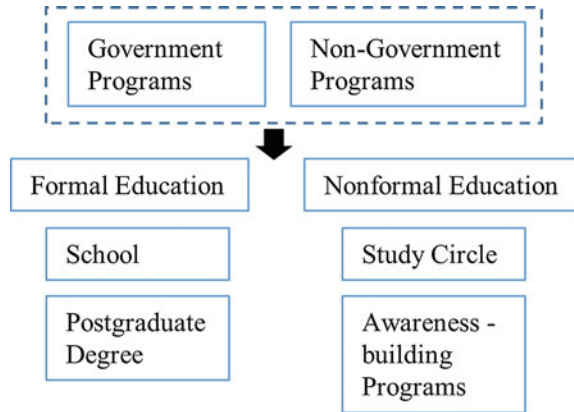 Government
Programs
Non-Government
Programs
Formal Education
Nonformal Education
School
Study Circle
Postgraduate
Degree
Awareness -
building
Programs